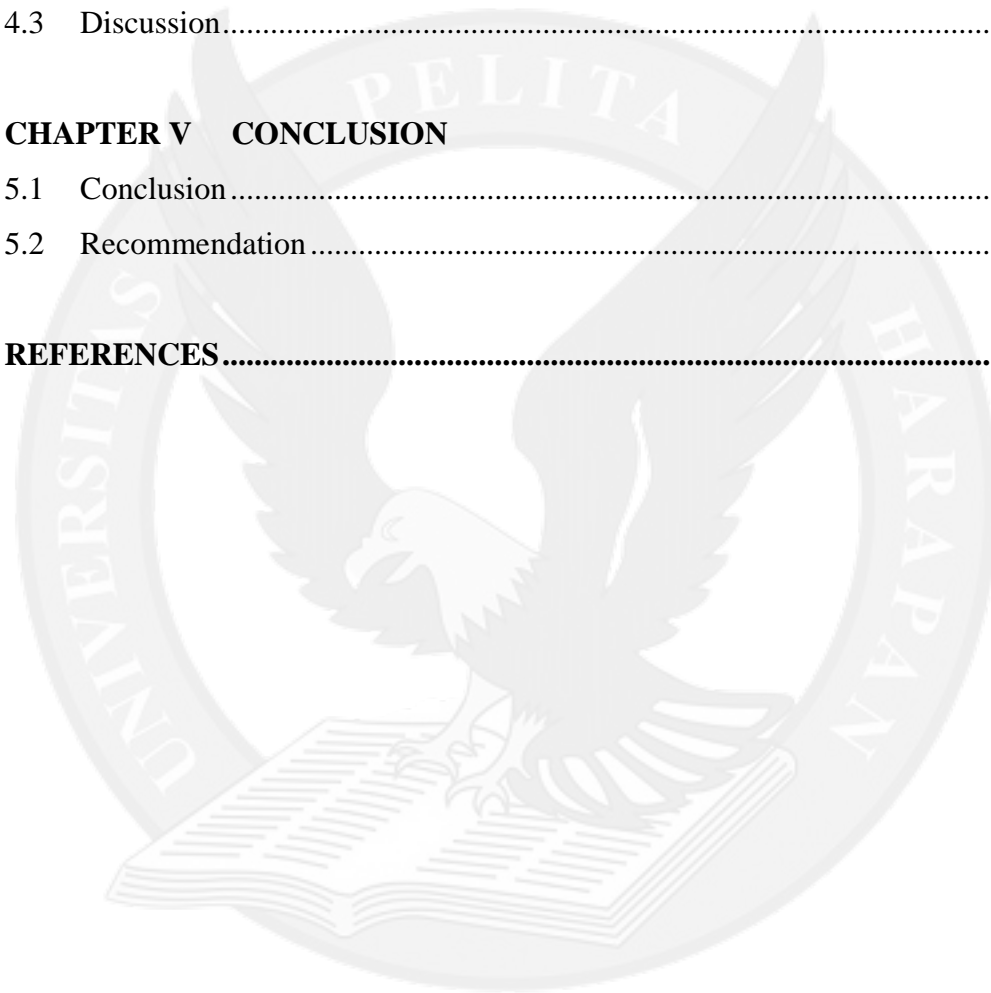 4.3 Discussion..........................................................................................
CHAPTER V CONCLUSION
5.1 Conclusion.........................................................................................
5.2 Recommendation................................................................................
REFERENCES..........................................................................................
UNIVERSITAS PELITA HARAPAN